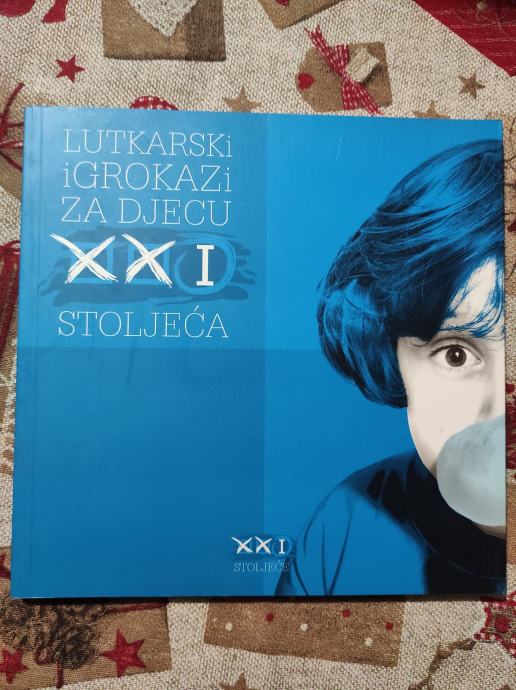 LUTKARSKi
iGROKAZi
ZA DJECU
XXI
STOLJEĆA
XXI
STOLJEĆE